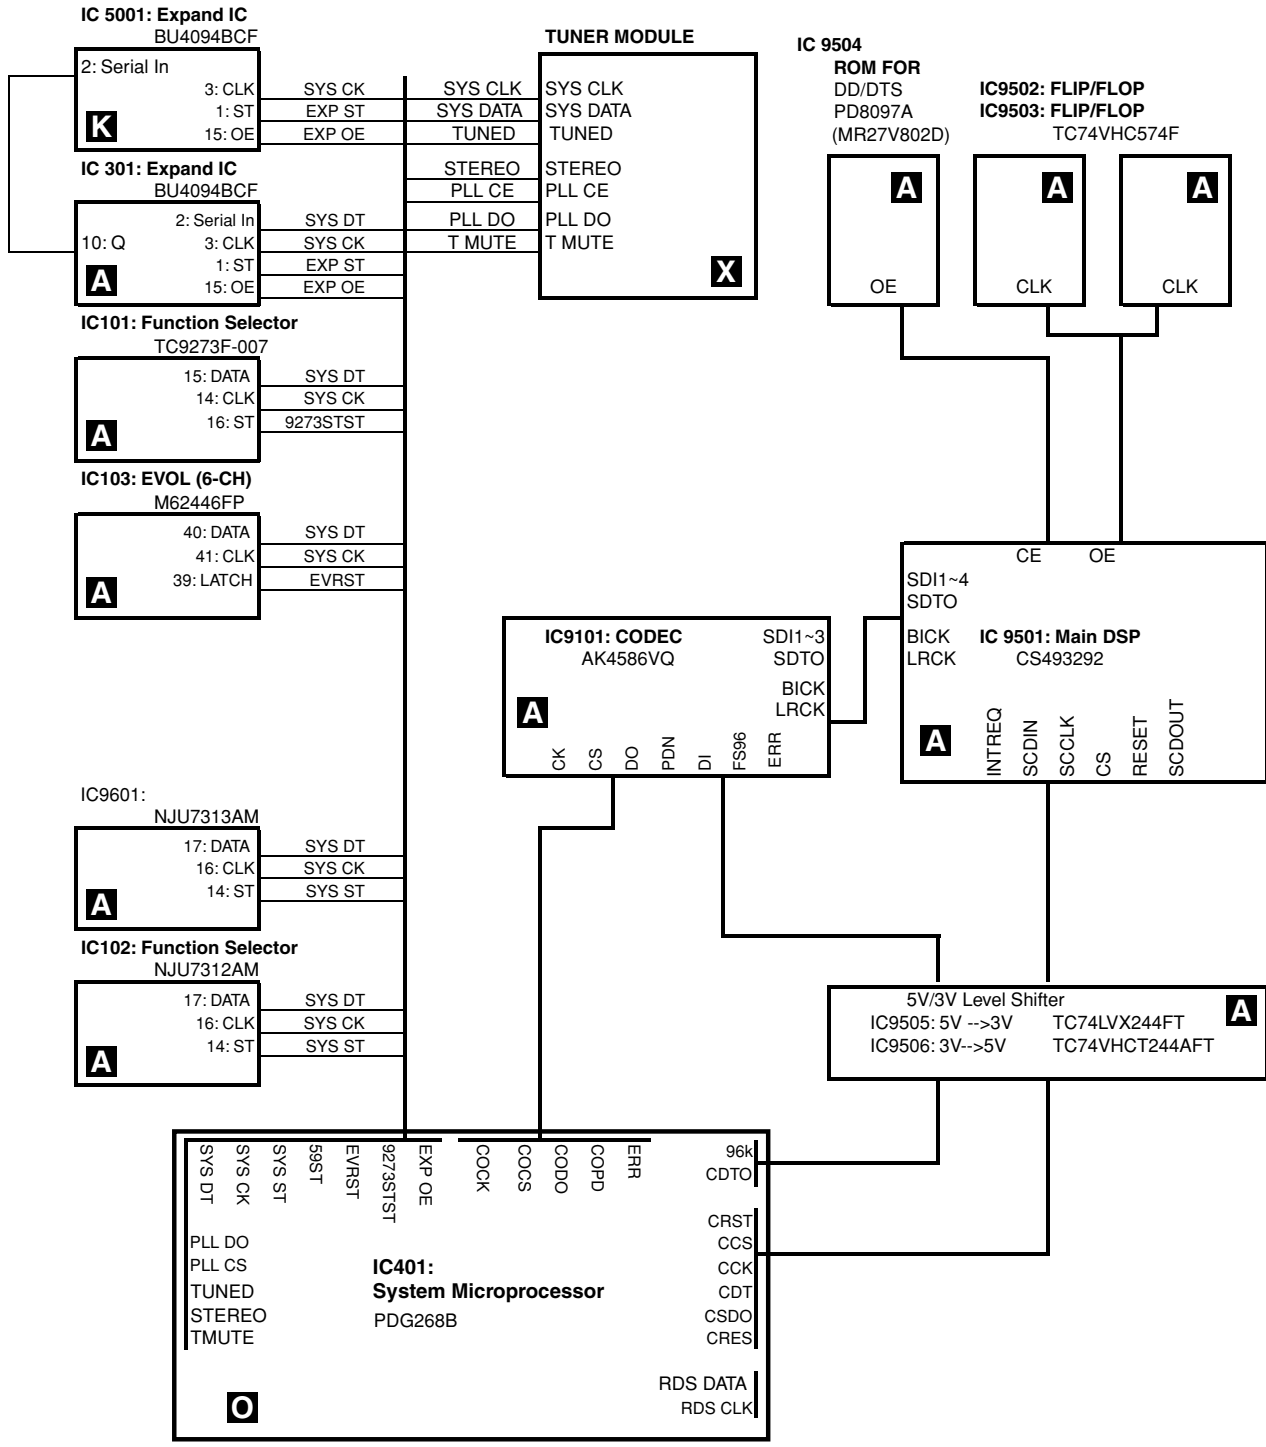 IC 5001: Expand IC
BU4094BCF
2: Serial In
3: CLK SYS CK
1: ST EXP ST
15: OE EXP OE
K
IC 301: Expand IC
BU4094BCF
2: Serial In SYS DT
10: Q 3: CLK SYS CK
1: ST EXP ST
15: OE EXP OE
A
IC101: Function Selector
TC9273F-007
15: DATA SYS DT
14: CLK SYS CK
16: ST 9273STST
A
IC103: EVOL (6-CH)
M62446FP
40: DATA SYS DT
41: CLK SYS CK
39: LATCH EVRST
A
IC9601:
NJU7313AM
17: DATA SYS DT
16: CLK SYS CK
14: ST SYS ST
A
IC102: Function Selector
NJU7312AM
17: DATA SYS DT
16: CLK SYS CK
14: ST SYS ST
A
TUNER MODULE
SYS CLK SYS CLK
SYS DATA SYS DATA
TUNED TUNED
STEREO STEREO
PLL CE PLL CE
PLL DO PLL DO
T MUTE T MUTE
X
IC 9504
ROM FOR
DD/DTS
PD8097A
(MR27V802D)
A
OE
IC9502: FLIP/FLOP
IC9503: FLIP/FLOP
TC74VHC574F
A
A
CLK
CLK
IC9101: CODEC
AK4586VQ
SDI1~3
SDTO
BICK
LRCK
A
CK
CS
DO
PDN
DI
FS96
ERR
CE OE
SDI1~4
SDTO
BICK
LRCK
IC 9501: Main DSP
CS493292
A
INTREQ
SCDIN
SCCLK
CS
RESET
SCDOUT
5V/3V Level Shifter
IC9505: 5V -->3V TC74LVX244FT
IC9506: 3V-->5V TC74VHCT244AFT
A
SYS DT
SYS CK
SYS ST
59ST
EVRST
9273STST
EXP OE
COCK
COCS
CODO
COPD
ERR
96k
CDTO
CRST
CCS
CCK
CDT
CSDO
CRES
RDS DATA
RDS CLK
PLL DO
PLL CS
TUNED
STEREO
TMUTE
IC401:
System Microprocessor
PDG268B
O